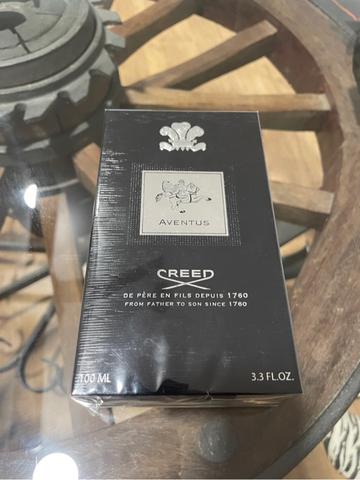 AVENTUS
CREED
DE PÈRE EN FILS DEPUIS 1760
FROM FATHER TO SON SINCE 1760
100 ML
3.3 FL.OZ.